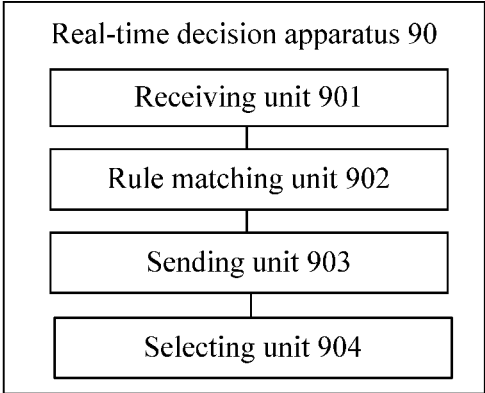 Real-time decision apparatus 90
Receiving unit 901
Rule matching unit 902
Sending unit 903
Selecting unit 904